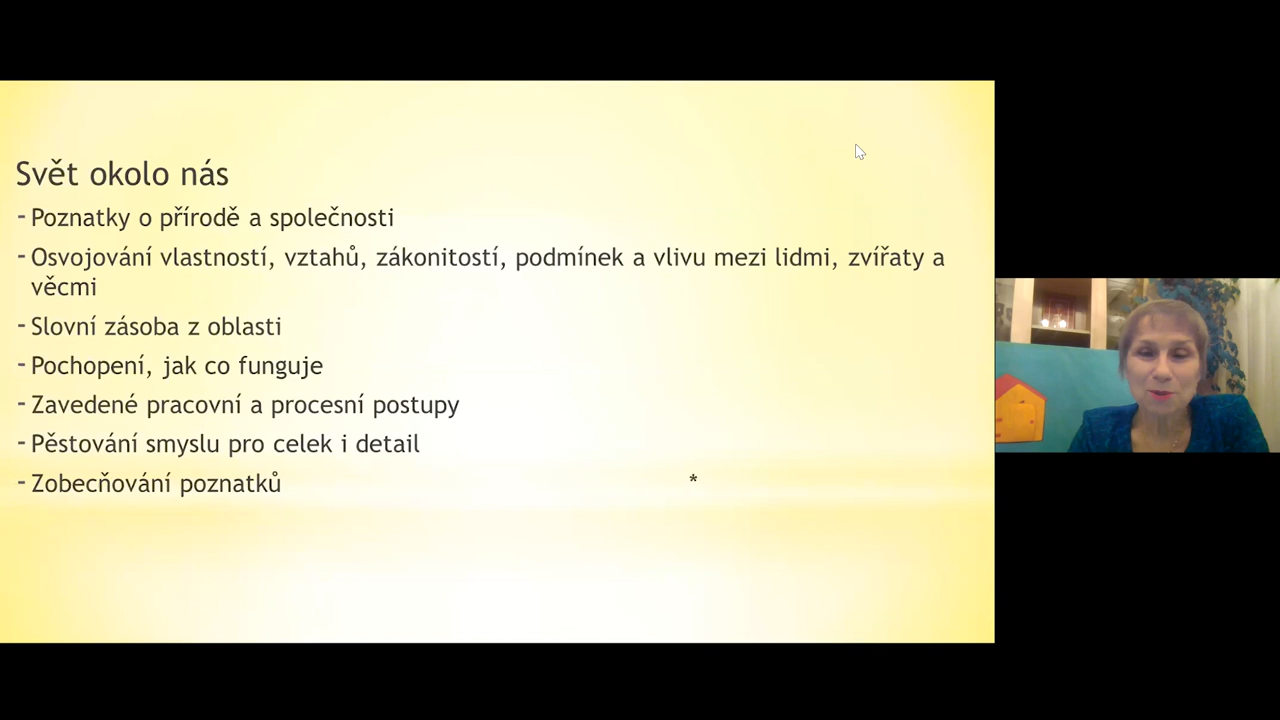 Svět okolo nás
- Poznatky o přírodě a společnosti
- Osvojování vlastností, vztahů, zákonitostí, podmínek a vlivu mezi lidmi, zvířaty a
věcmi
- Slovní zásoba z oblasti
- Pochopení, jak co funguje
- Zavedené pracovní a procesní postupy
- Pěstování smyslu pro celek i detail
- Zobecňování poznatků *